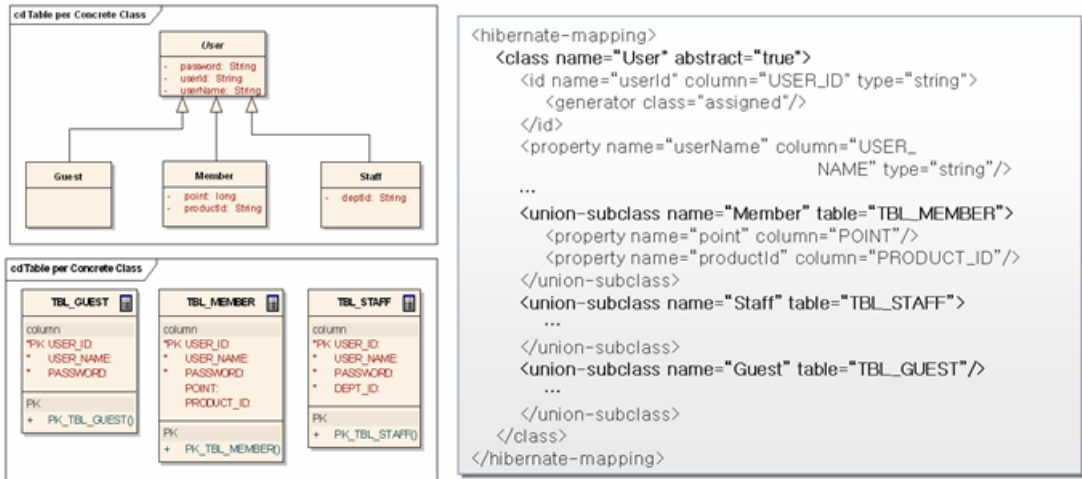 cd Table per Concrete Class
User
- password: String
- userId: String
- userName: String
Guest
Member
- point: long
- productId: String
Staff
- deptId: String
cd Table per Concrete Class
TBL_GUEST
column
*PK USER_ID:
* USER_NAME:
* PASSWORD:
PK
+ PK_TBL_GUEST()
TBL_MEMBER
column
*PK USER_ID:
* USER_NAME:
* PASSWORD:
POINT:
PRODUCT_ID:
PK
+ PK_TBL_MEMBER()
TBL_STAFF
column
*PK USER_ID:
* USER_NAME:
* PASSWORD:
* DEPT_ID:
PK
+ PK_TBL_STAFF()
<hibernate-mapping>
<class name="User" abstract="true">
<id name="userId" column="USER_ID" type="string">
<generator class="assigned"/>
</id>
<property name="userName" column="USER_
NAME" type="string"/>
...
<union-subclass name="Member" table="TBL_MEMBER">
<property name="point" column="POINT"/>
<property name="productId" column="PRODUCT_ID"/>
</union-subclass>
<union-subclass name="Staff" table="TBL_STAFF">
...
</union-subclass>
<union-subclass name="Guest" table="TBL_GUEST"/>
...
</union-subclass>
</class>
</hibernate-mapping>